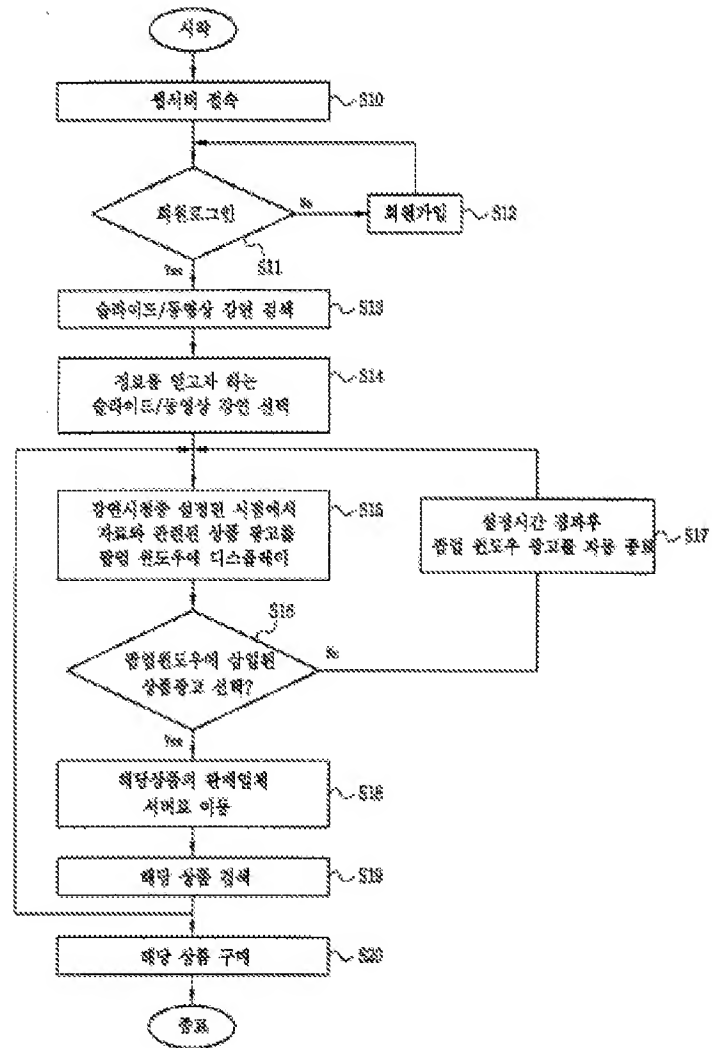 시작
웹서버 접속
S10
회원로그인
No
회원가입
S12
S11
Yes
슬라이드/동영상 강연 검색
S13
정보를 얻고자 하는
슬라이드/동영상 강연 선택
S14
강연시청중 설정된 시점에서
자료와 관련된 상품 광고를
팝업 윈도우에 디스플레이
S15
설정시간 경과후
팝업 윈도우 광고를 자동 종료
S17
S16
팝업윈도우에 삽입된
상품광고 선택?
No
Yes
해당상품의 판매업체
서버로 이동
S18
해당 상품 검색
S19
해당 상품 구매
S20
종료